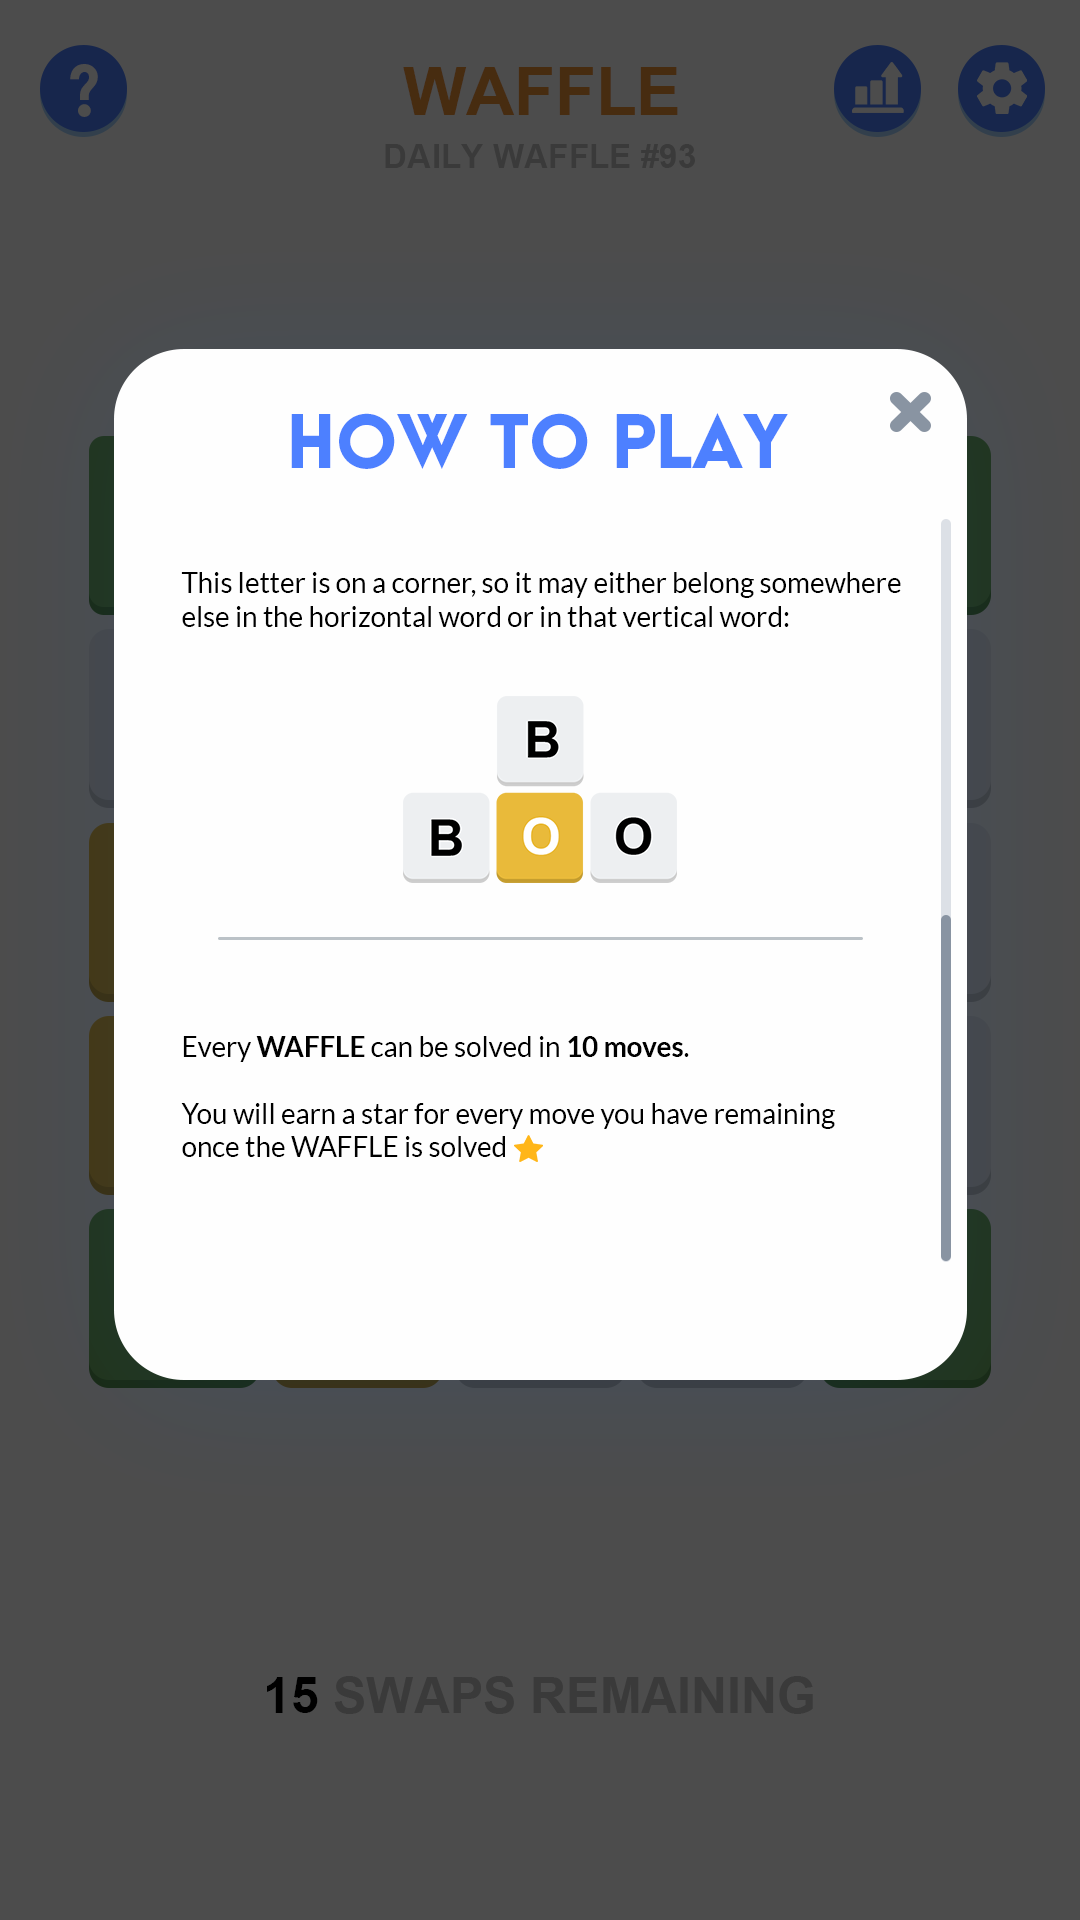 WAFFLE
DAILY WAFFLE #93
HOW TO PLAY
This letter is on a corner, so it may either belong somewhere
else in the horizontal word or in that vertical word:
B
B O O
Every WAFFLE can be solved in 10 moves.
You will earn a star for every move you have remaining
once the WAFFLE is solved ⭐
15 SWAPS REMAINING